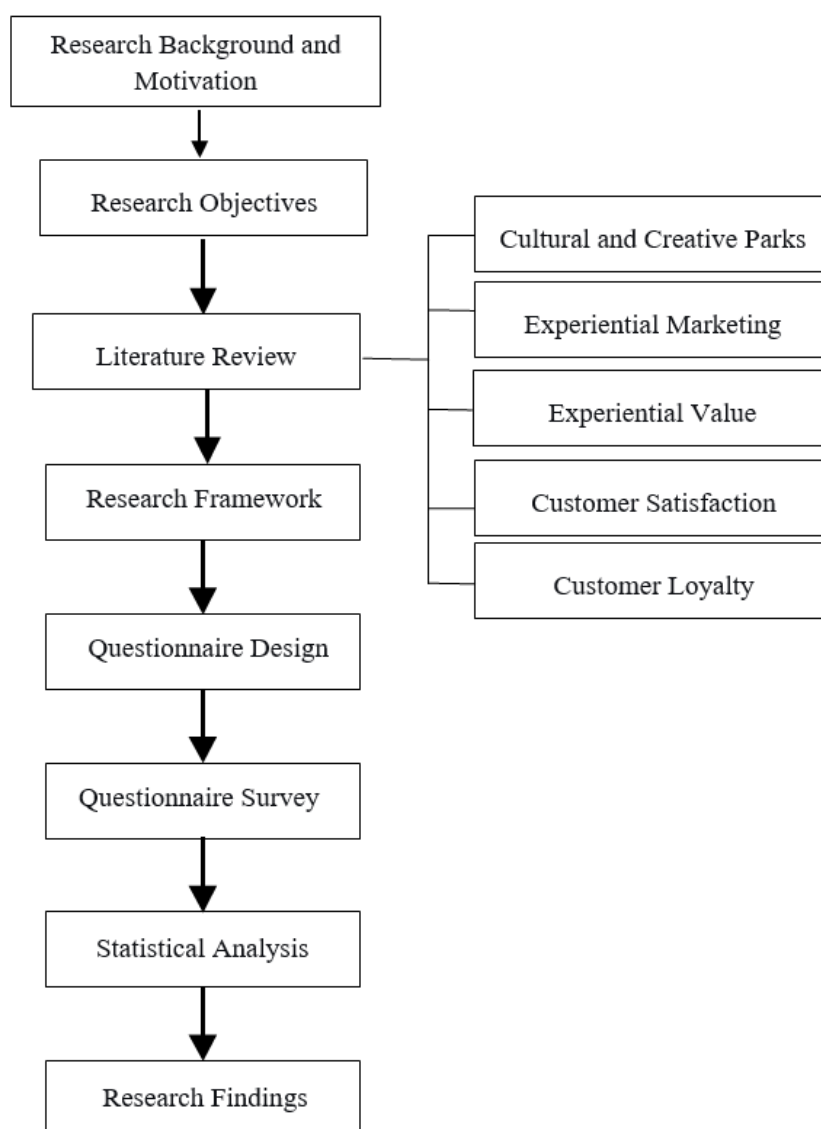 Research Background and
Motivation
Research Objectives
Literature Review
Research Framework
Questionnaire Design
Questionnaire Survey
Statistical Analysis
Research Findings
Cultural and Creative Parks
Experiential Marketing
Experiential Value
Customer Satisfaction
Customer Loyalty